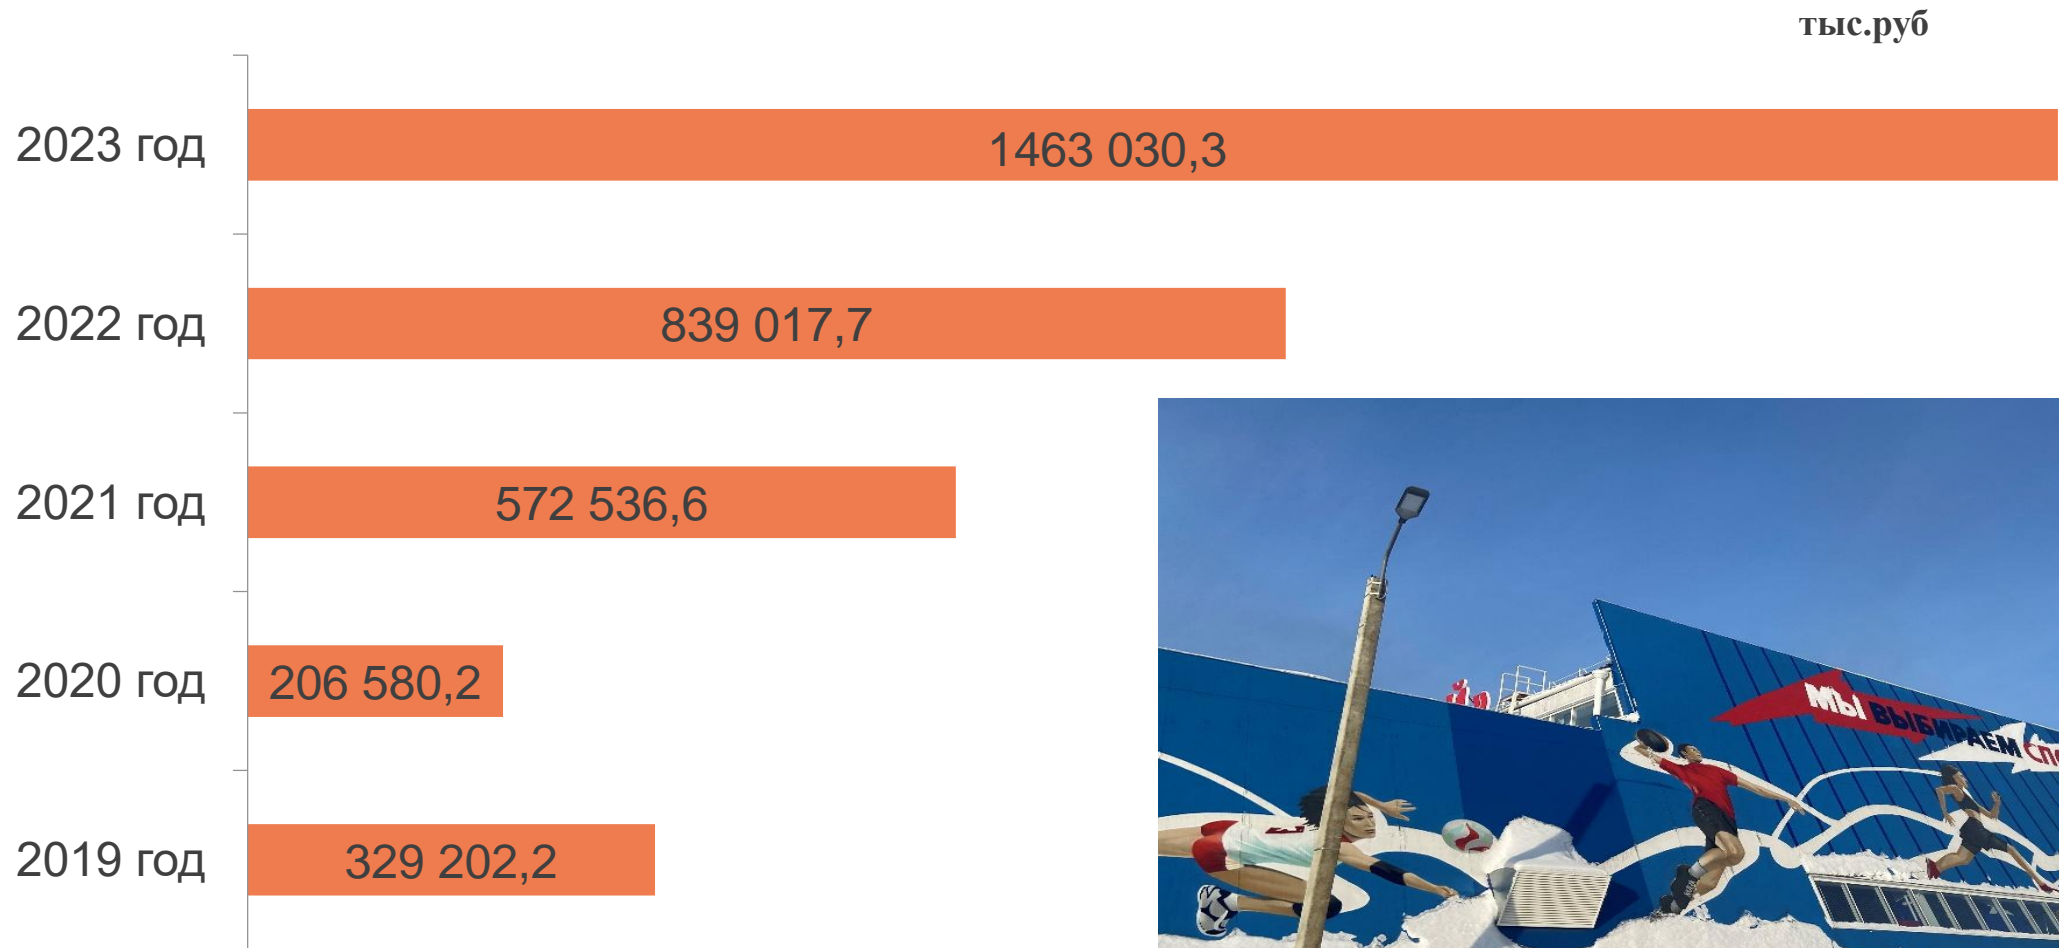 тыс.руб
2023 год
1463 030,3
2022 год
839 017,7
2021 год
572 536,6
2020 год
206 580,2
2019 год
329 202,2
МЫ ВЫБИРАЕМ